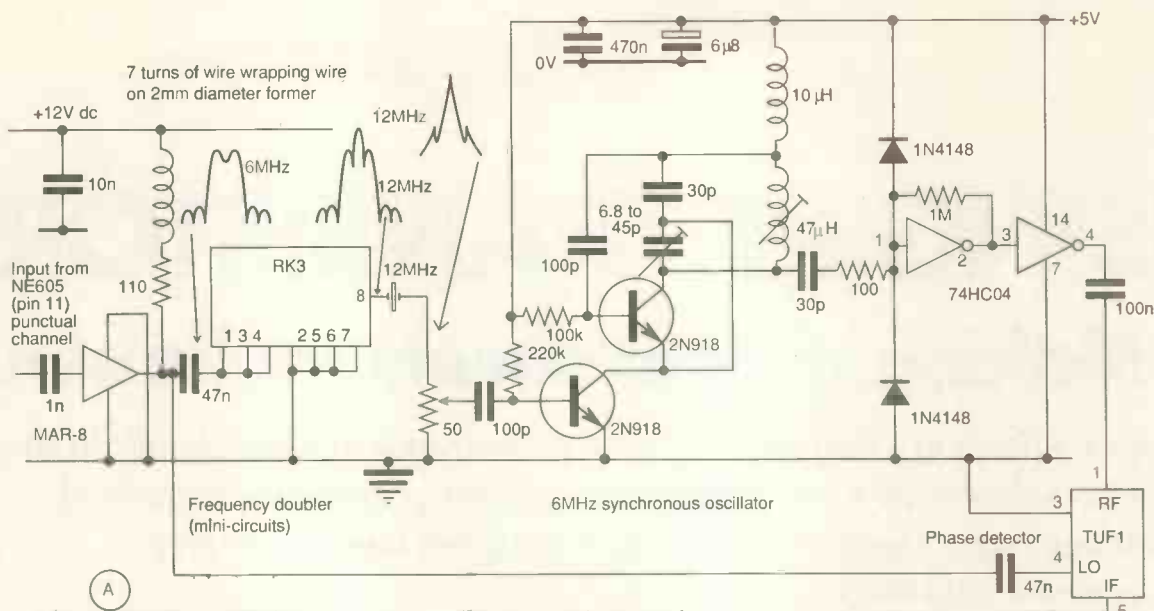 +5V
470n
6µ8
0V
7 turns of wire wrapping wire
on 2mm diameter former
10 µH
+12V dc
12MHz
1N4148
6MHz
10n
12MHz
30p
1M
6.8 to
45p
47µH
14
1
2
3
4
7
Input from
NE605
(pin 11)
punctual
channel
110
RK3
8
12MHz
100p
30p
100
74HC04
100n
1 3 4
2 5 6 7
100k
2N918
220k
1n
47n
MAR-8
50
100p
2N918
1N4148
Frequency doubler
(mini-circuits)
6MHz synchronous oscillator
1
3
RF
TUF1
Phase detector
4
LO
47n
IF
A
5